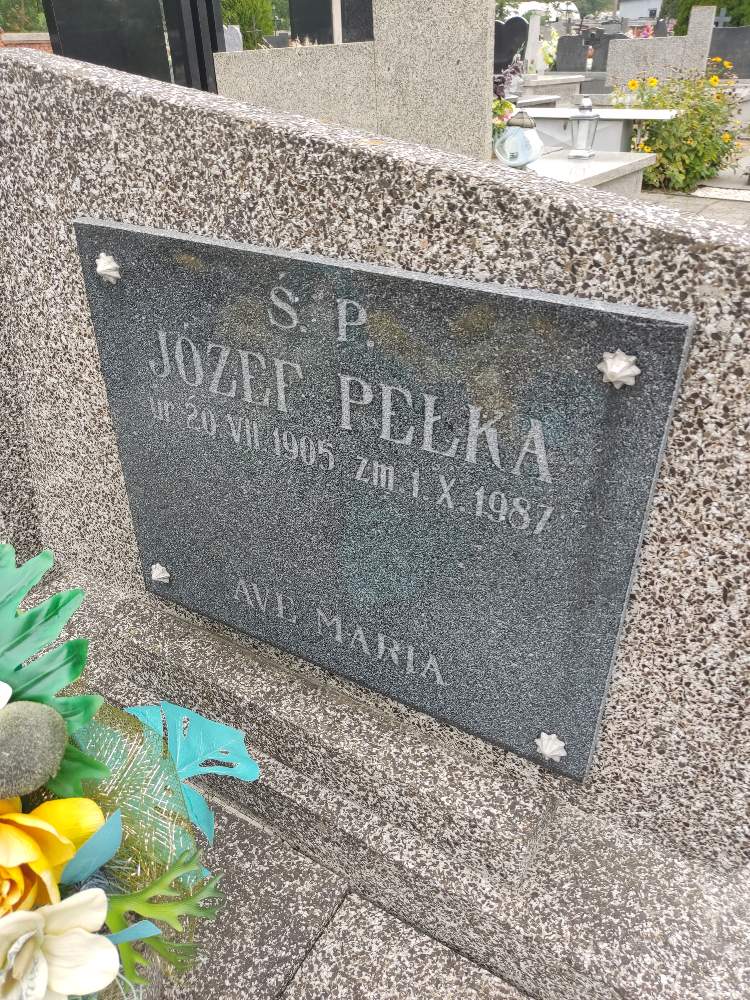 Ś. P.
JÓZEF PEŁKA
ur 20.VII 1905 zm. 1.X.1987
AVE MARIA